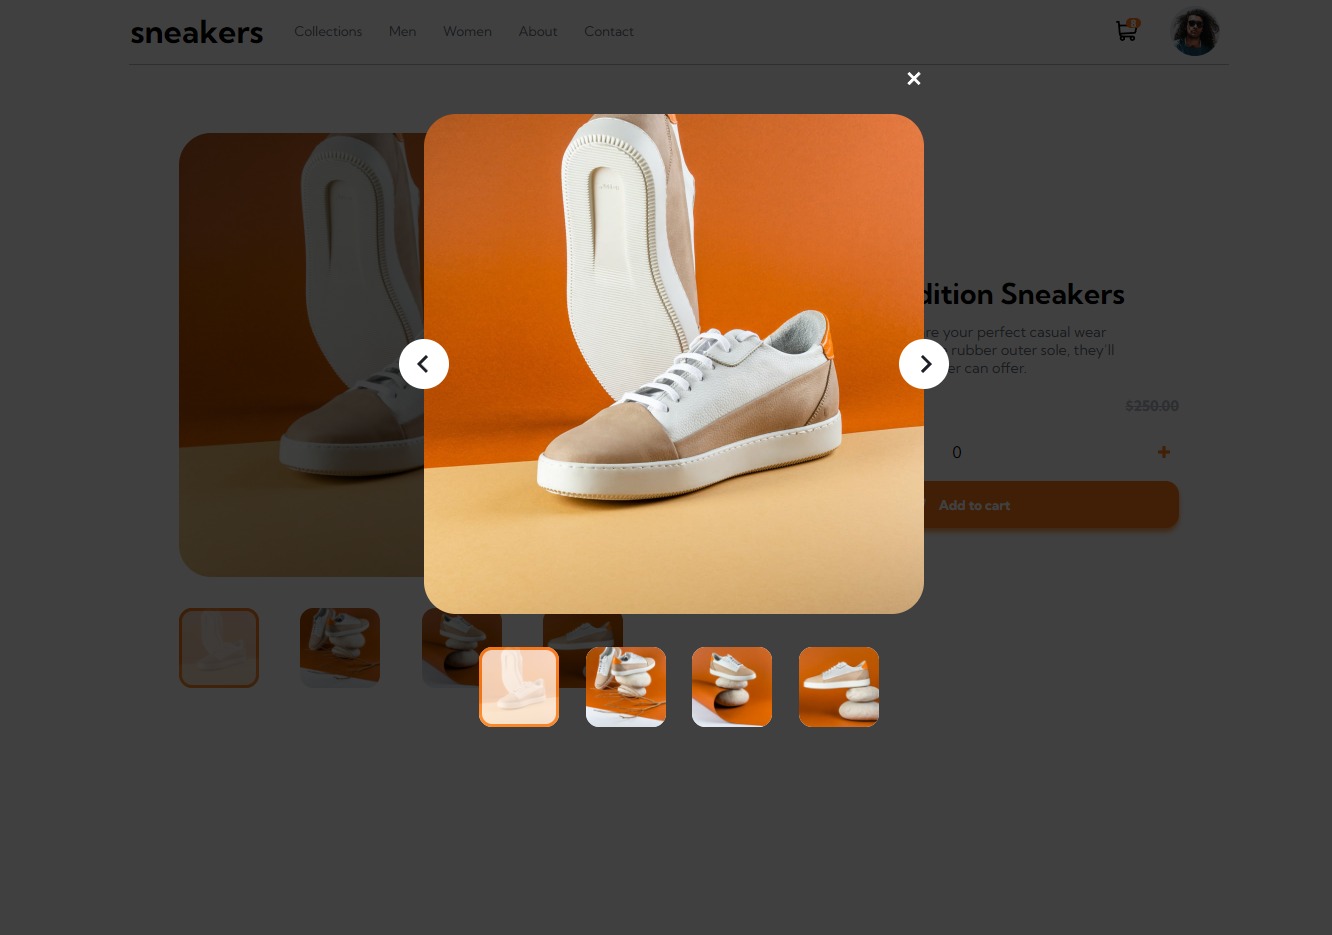 sneakers Collections Men Women About Contact
dition Sneakers
re your perfect casual wear
rubber outer sole, they'll
er can offer.
$250.00
0
Add to cart